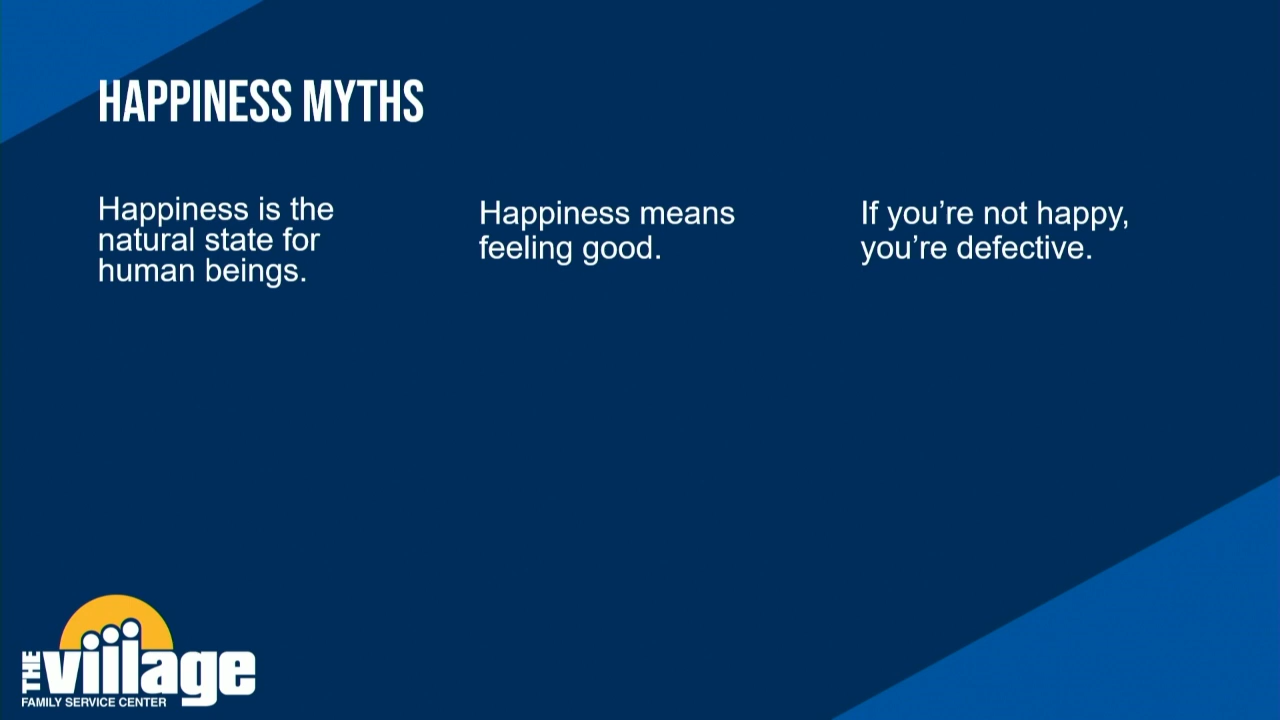 HAPPINESS MYTHS
Happiness is the
natural state for
human beings.
Happiness means
feeling good.
If you’re not happy,
you’re defective.
THE village
FAMILY SERVICE CENTER